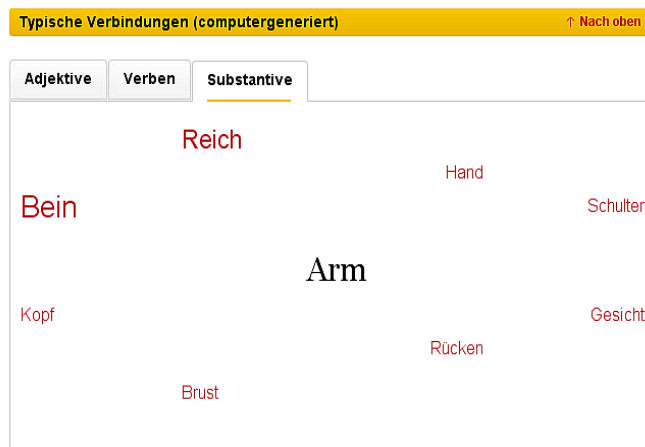 Typische Verbindungen (computergeneriert) ↑ Nach oben
Adjektive Verben Substantive
Reich
Hand
Bein Schulter
Arm
Kopf Gesicht
Rücken
Brust